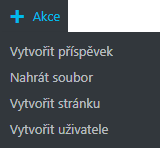 Akce
Vytvořit příspěvek
Nahrát soubor
Vytvořit stránku
Vytvořit uživatele